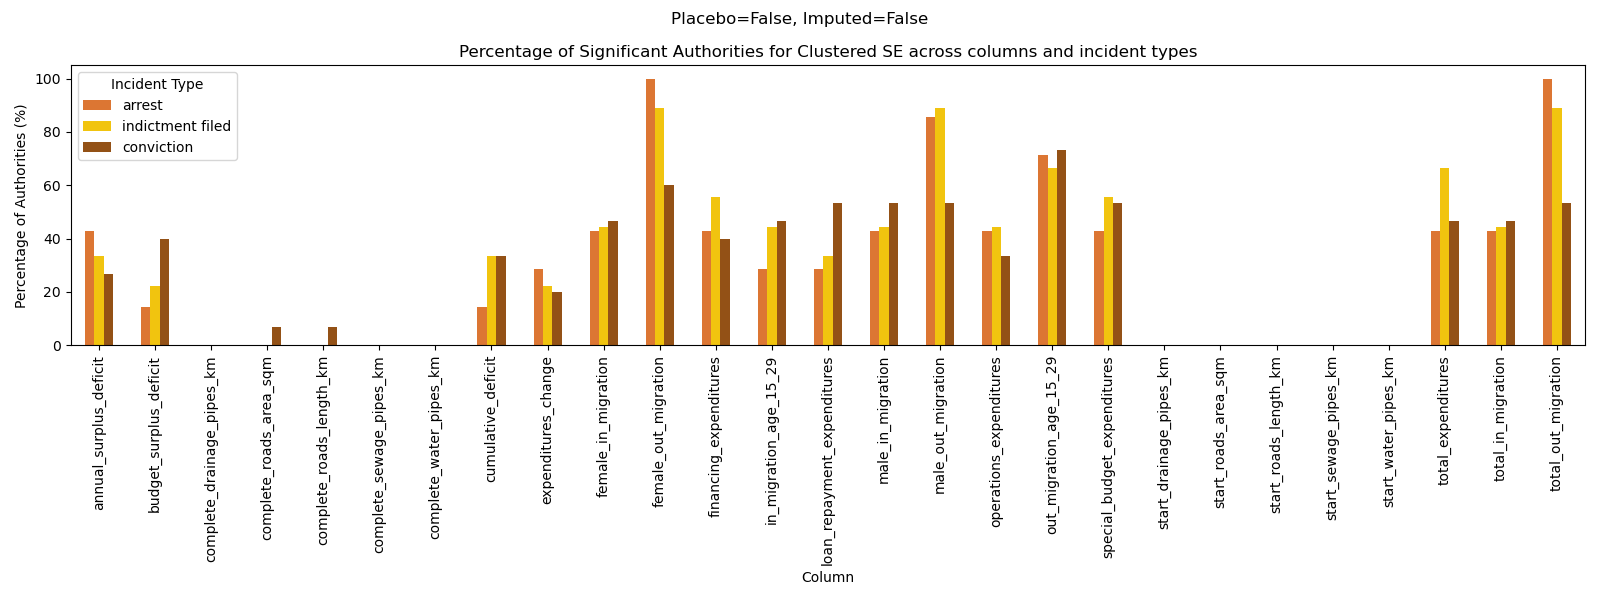 Placebo=False, Imputed=False
Percentage of Significant Authorities for Clustered SE across columns and incident types
Percentage of Authorities (%)
100
80
60
40
20
0
Incident Type
arrest
indictment filed
conviction
annual_surplus_deficit
budget_surplus_deficit
complete_drainage_pipes_km
complete_roads_area_sqm
complete_roads_length_km
complete_sewage_pipes_km
complete_water_pipes_km
cumulative_deficit
expenditures_change
female_in_migration
female_out_migration
financing_expenditures
in_migration_age_15_29
loan_repayment_expenditures
male_in_migration
male_out_migration
operations_expenditures
out_migration_age_15_29
special_budget_expenditures
start_drainage_pipes_km
start_roads_area_sqm
start_roads_length_km
start_sewage_pipes_km
start_water_pipes_km
total_expenditures
total_in_migration
total_out_migration
Column